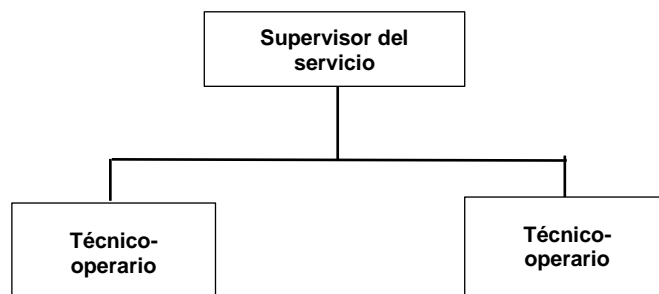 Supervisor del
servicio
Técnico-
operario
Técnico-
operario